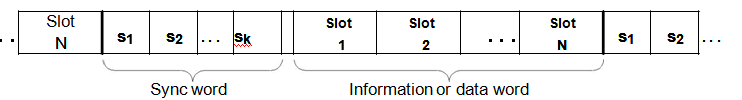 . . Slot N s1 s2 ... sk Slot 1 Slot 2 ... Slot N s1 s2 ...
Sync word Information or data word